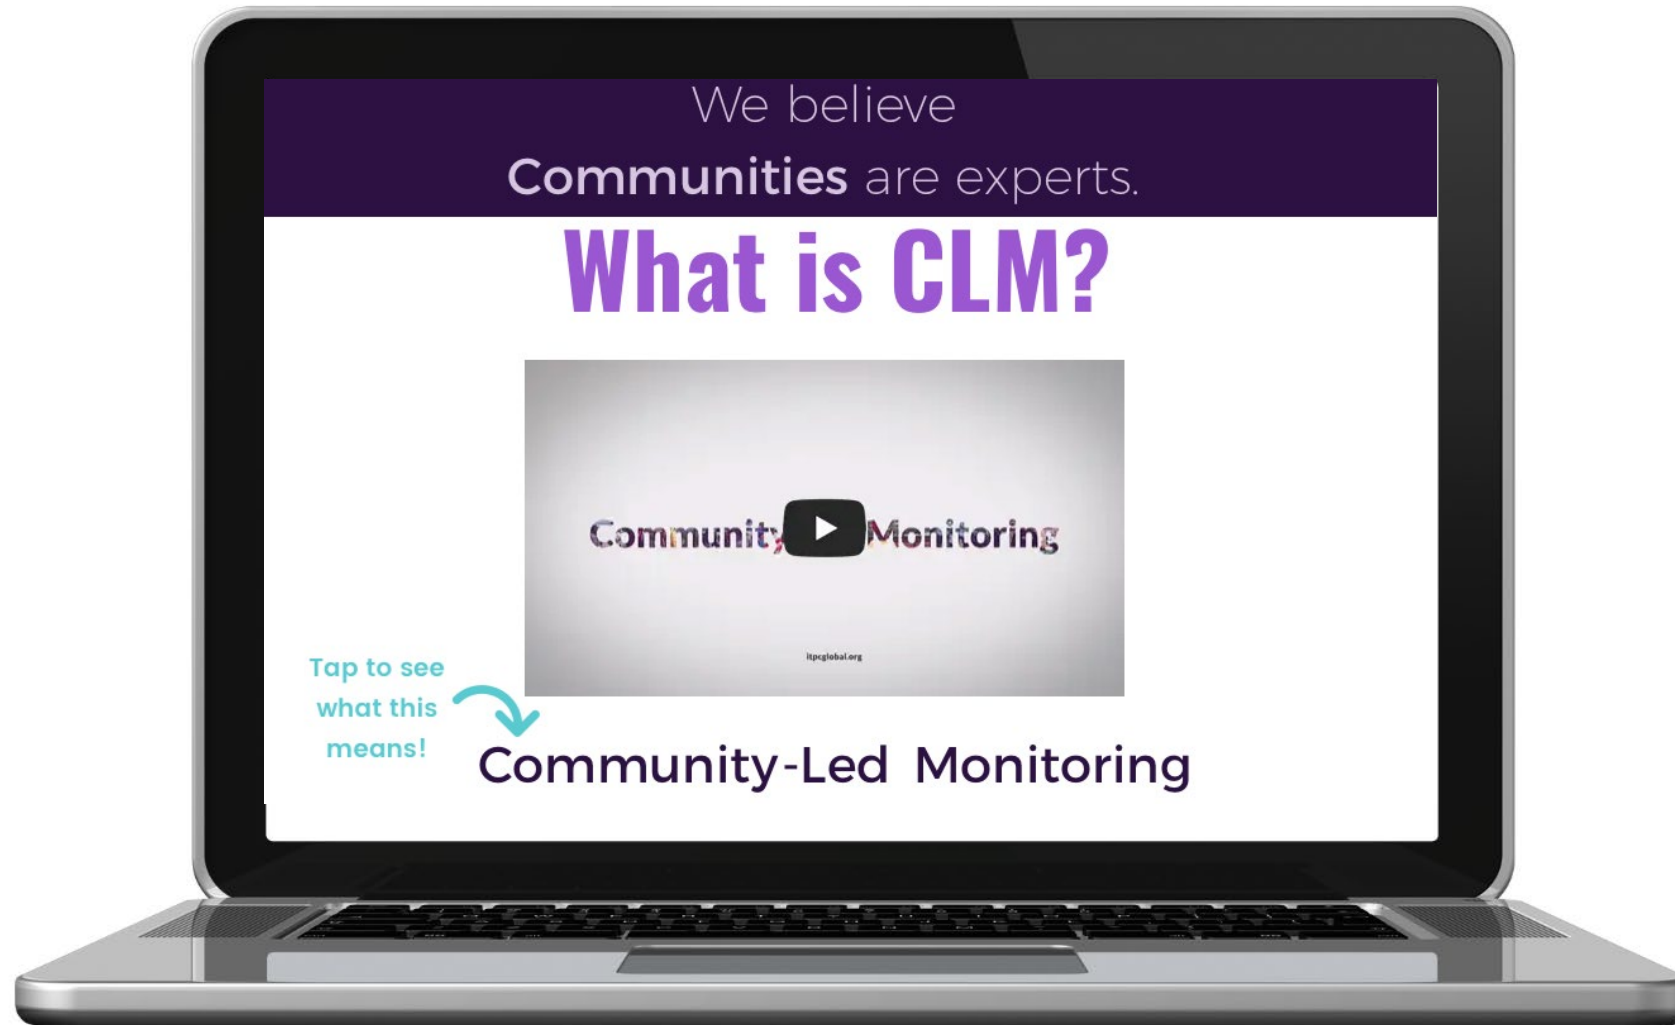 We believe
Communities are experts.
What is CLM?
Community Monitoring
itpcglobal.org
Tap to see
what this
means!
Community-Led Monitoring